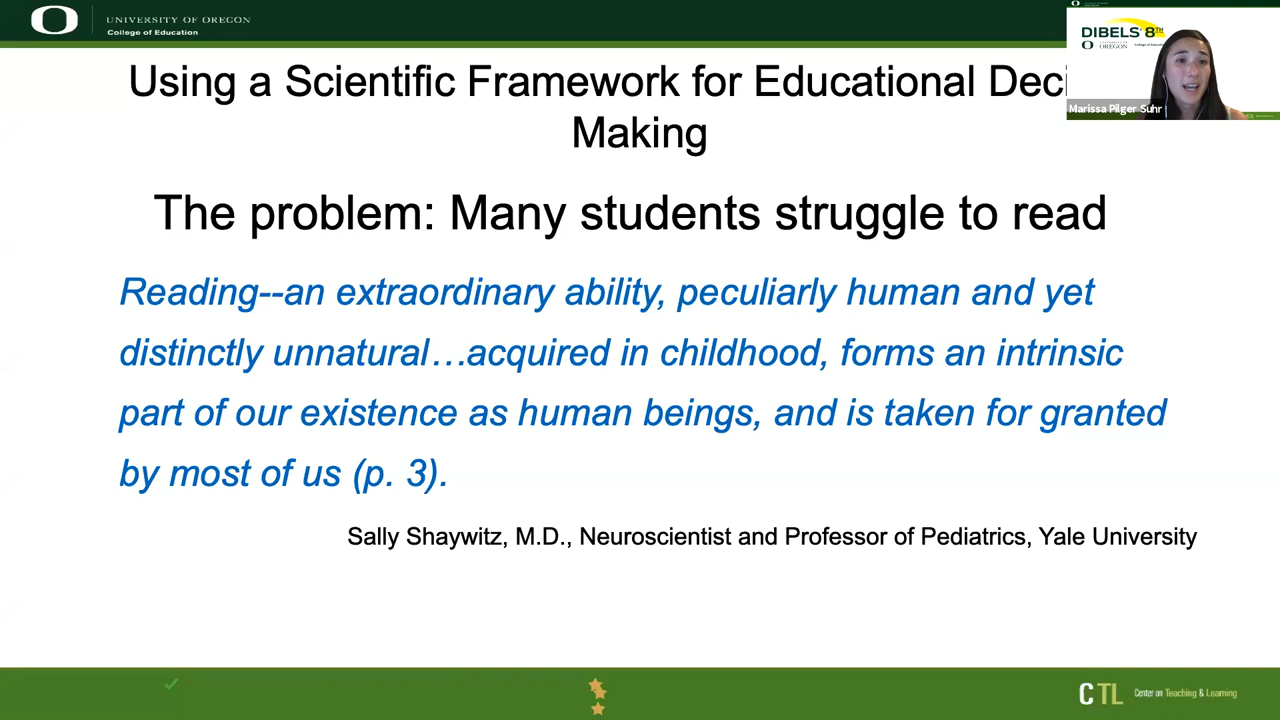 UNIVERSITY OF OREGON
College of Education
DIBELS 8TH
OREGON
Marissa Pilger Suhr
Using a Scientific Framework for Educational Deci
Making
The problem: Many students struggle to read
Reading--an extraordinary ability, peculiarly human and yet
distinctly unnatural…acquired in childhood, forms an intrinsic
part of our existence as human beings, and is taken for granted
by most of us (p. 3).
Sally Shaywitz, M.D., Neuroscientist and Professor of Pediatrics, Yale University
CTL Center on Teaching & Learning